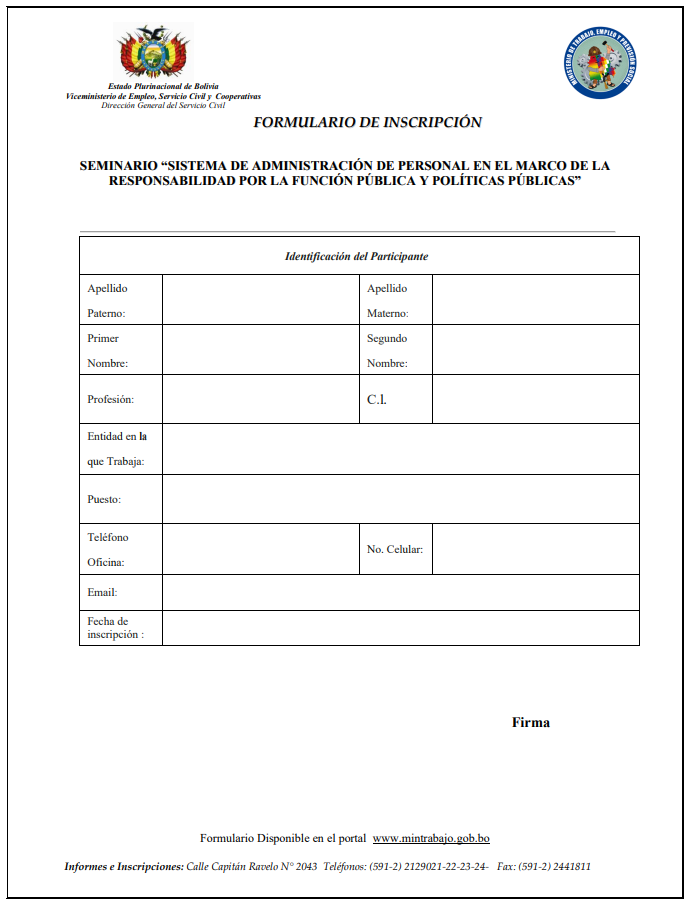 Estado Plurinacional de Bolivia
Viceministerio de Empleo, Servicio Civil y Cooperativas
Dirección General del Servicio Civil
MINISTERIO DE TRABAJO, EMPLEO Y PREVISIÓN SOCIAL
FORMULARIO DE INSCRIPCIÓN
SEMINARIO “SISTEMA DE ADMINISTRACIÓN DE PERSONAL EN EL MARCO DE LA
RESPONSABILIDAD POR LA FUNCIÓN PÚBLICA Y POLÍTICAS PÚBLICAS”
Identificación del Participante
Apellido
Paterno:
Apellido
Materno:
Primer
Nombre:
Segundo
Nombre:
Profesión:
C.I.
Entidad en la
que Trabaja:
Puesto:
Teléfono
Oficina:
No. Celular:
Email:
Fecha de
inscripción :
Firma
Formulario Disponible en el portal www.mintrabajo.gob.bo
Informes e Inscripciones: Calle Capitán Ravelo N° 2043 Teléfonos: (591-2) 2129021-22-23-24- Fax: (591-2) 2441811